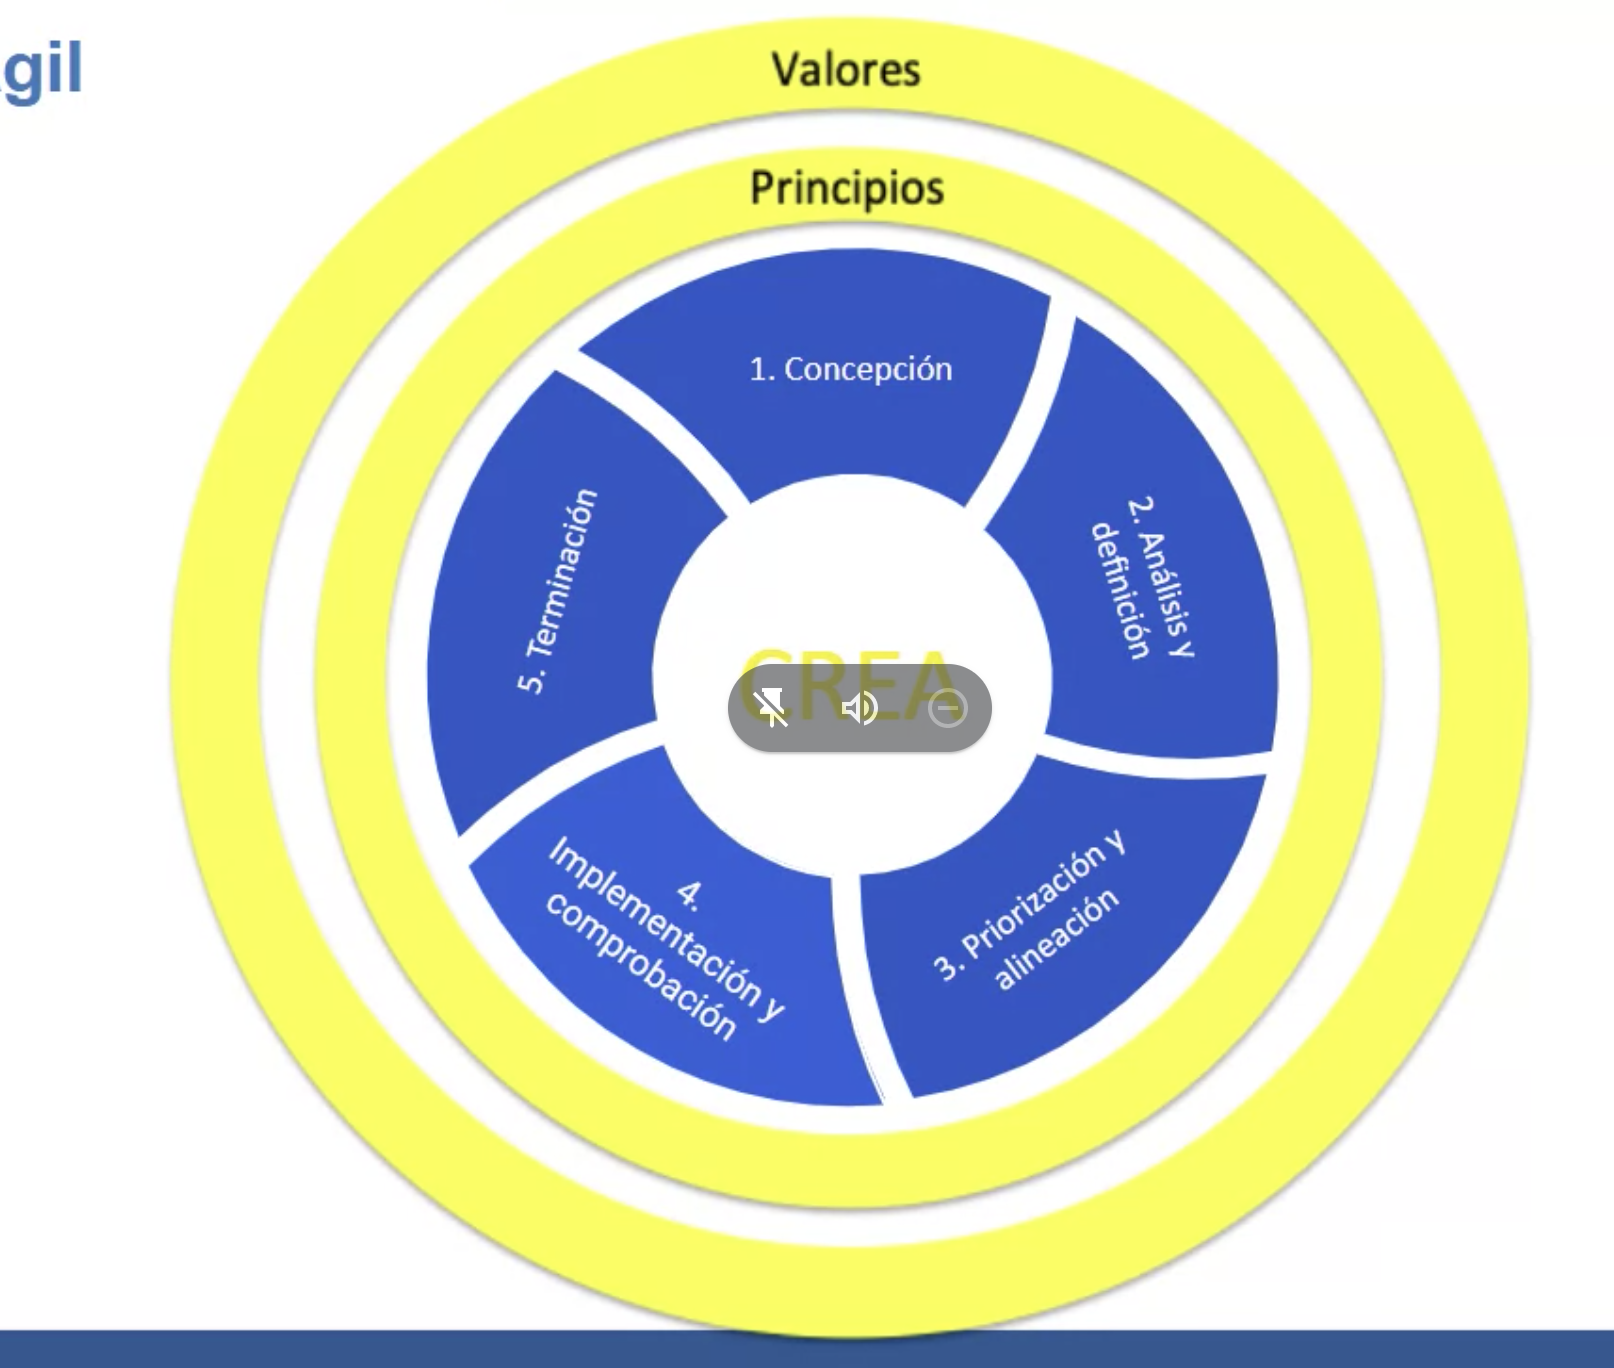 gil
Valores
Principios
1. Concepción
2. Análisis y
definición
3. Priorización y
alineación
4.
Implementación y
comprobación
5. Terminación
CREA